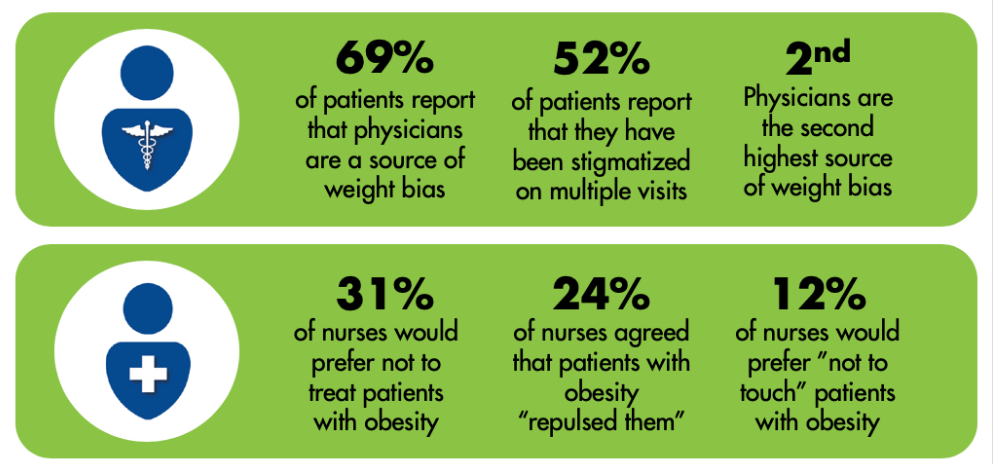 69%
of patients report
that physicians
are a source of
weight bias
52%
of patients report
that they have
been stigmatized
on multiple visits
2nd
Physicians are
the second
highest source
of weight bias
31%
of nurses would
prefer not to
treat patients
with obesity
24%
of nurses agreed
that patients with
obesity
“repulsed them”
12%
of nurses would
prefer ”not to
touch” patients
with obesity